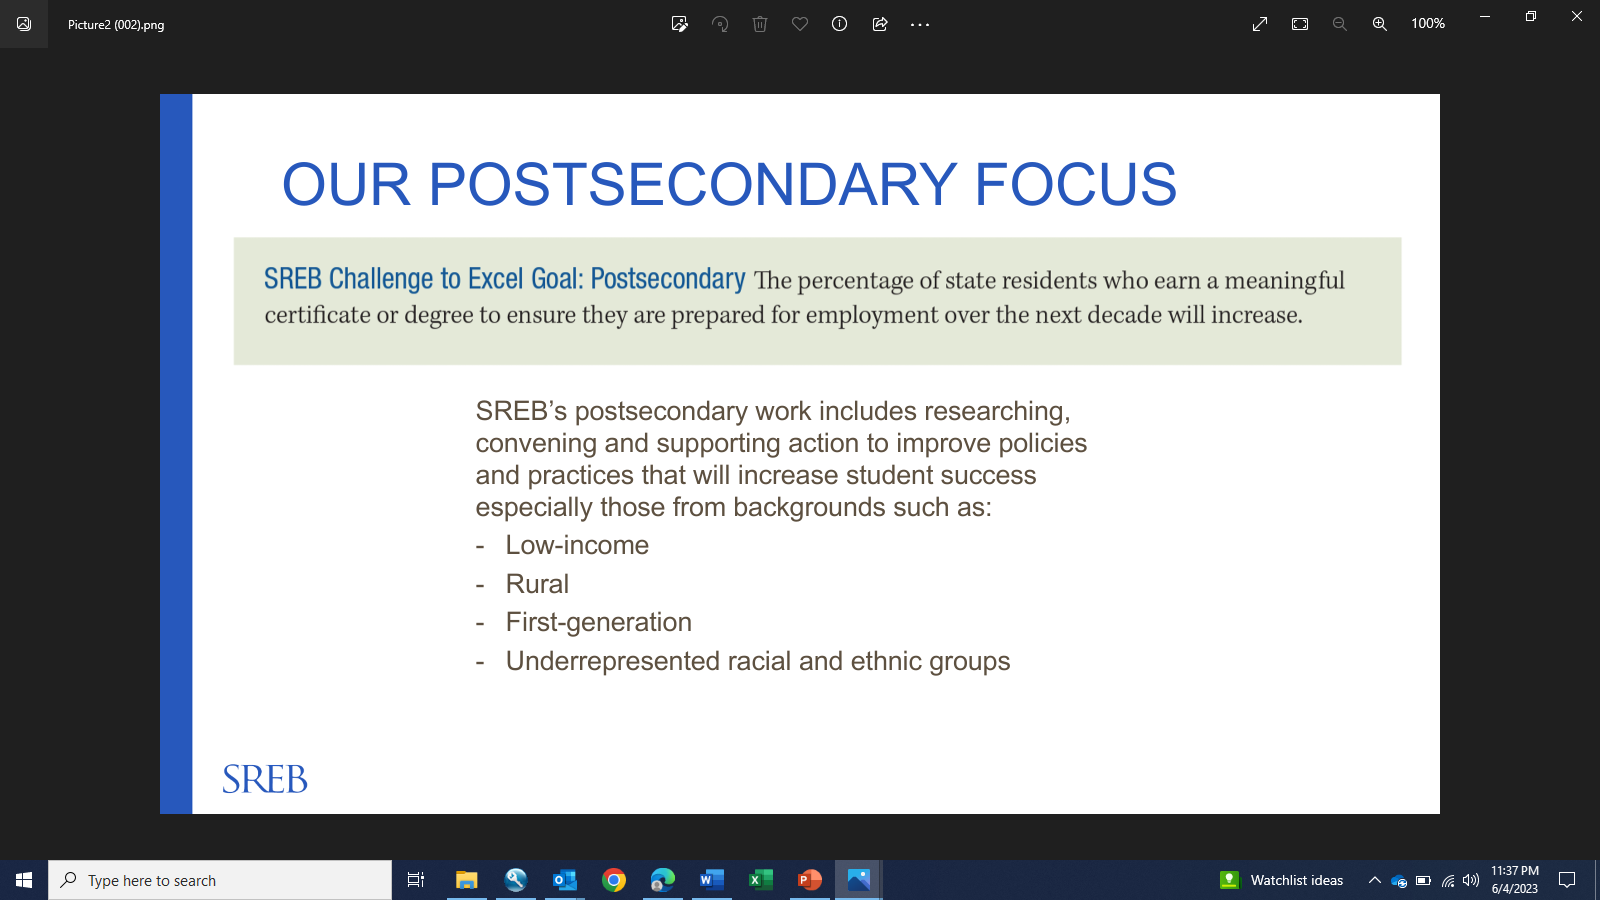 Picture2 (002).png
100%
OUR POSTSECONDARY FOCUS
SREB Challenge to Excel Goal: Postsecondary The percentage of state residents who earn a meaningful
certificate or degree to ensure they are prepared for employment over the next decade will increase.
SREB’s postsecondary work includes researching,
convening and supporting action to improve policies
and practices that will increase student success
especially those from backgrounds such as:
- Low-income
- Rural
- First-generation
- Underrepresented racial and ethnic groups
SREB
Type here to search
Watchlist ideas
11:37 PM
6/4/2023